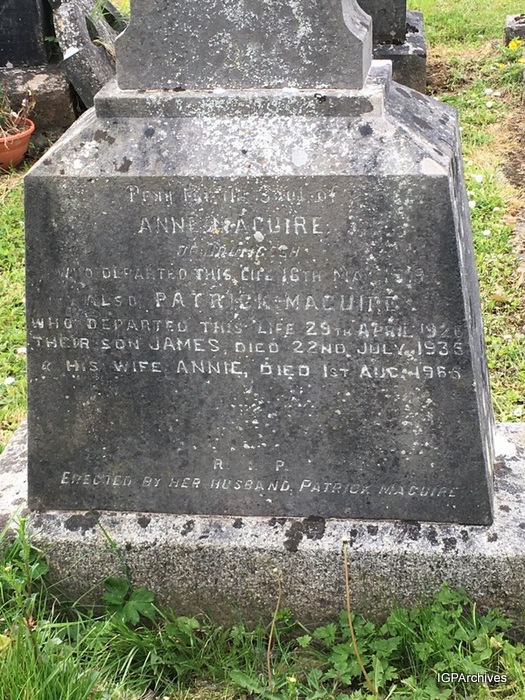 Pray for the Soul of
ANNE MAGUIRE
WHO DEPARTED THIS LIFE 16TH
ALSO PATRICK MAGUIRE
WHO DEPARTED THIS LIFE 29TH APRIL
THEIR SON JAMES, DIED 22ND, JULY, 1935
& HIS WIFE ANNIE, DIED 1ST AUG. 1965
R I P
ERECTED BY HER HUSBAND, PATRICK MAGUIRE
IGPArchives